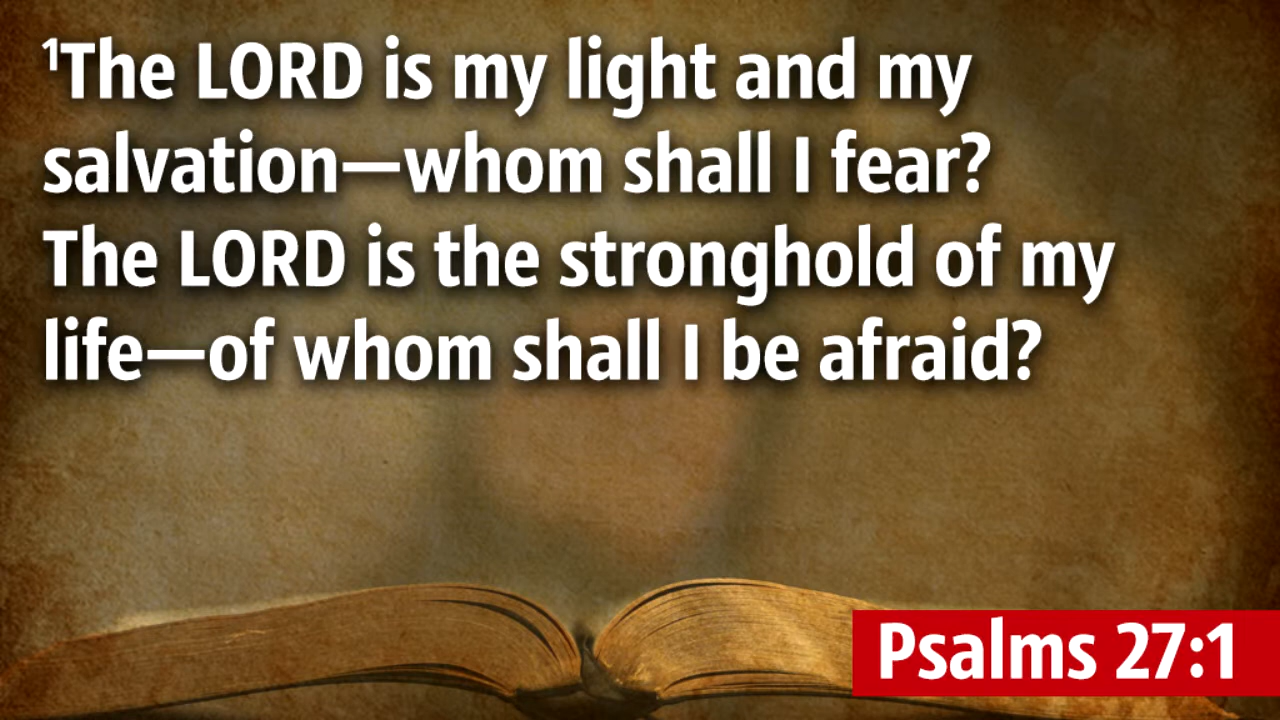 ¹The LORD is my light and my
salvation—whom shall I fear?
The LORD is the stronghold of my
life—of whom shall I be afraid?
Psalms 27:1